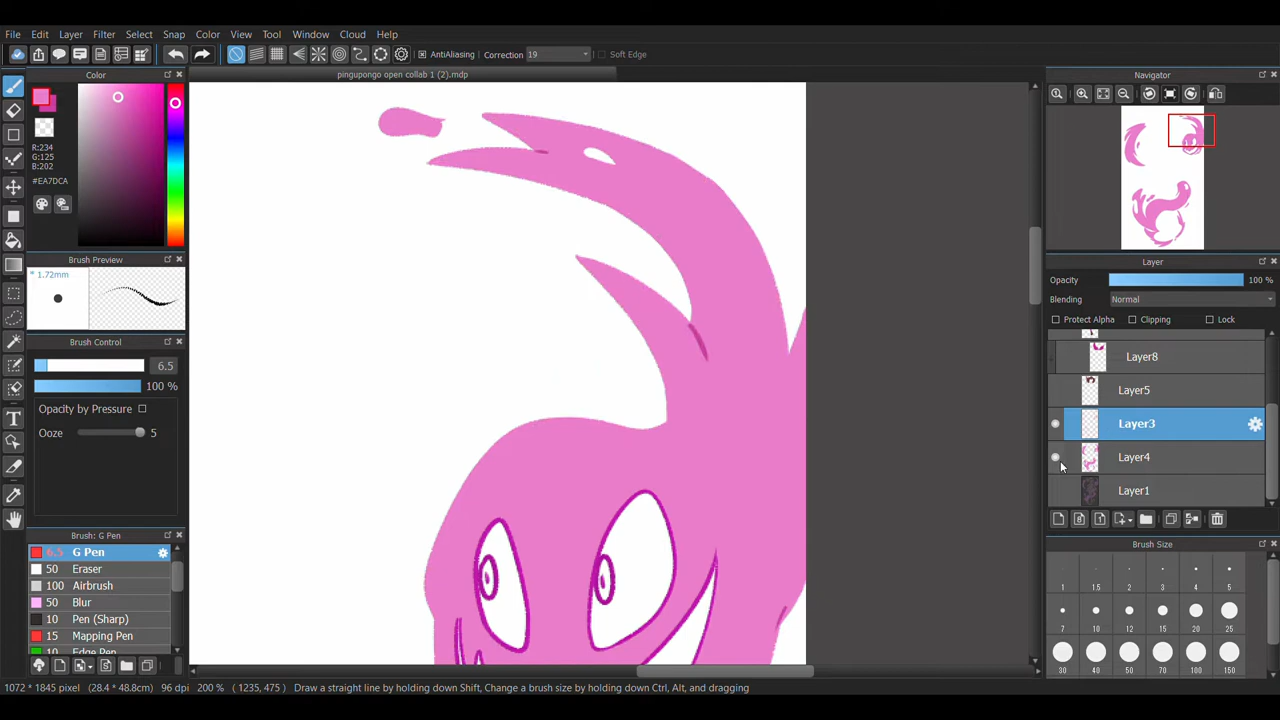 File Edit View Layer Filter Select Snap Color View Tool Window Cloud Help
AntiAliasing Correction 19 Soft Edge
Color
pingupongo open collab 1 (2).mdp
Navigator
R:234
G:125
B:202
#EA7DCA
Brush Preview
* 1.72mm
Layer
Opacity 100 %
Blending Normal
Protect Alpha Clipping Lock
Brush Control
6.5
100 %
Opacity by Pressure
Ooze 5
Layer8
Layer5
Layer3
Layer4
Layer1
Brush: G Pen
6.5 G Pen
50 Eraser
100 Airbrush
50 Blur
10 Pen (Sharp)
15 Mapping Pen
10 Edge Pen
Brush Size
1 1.5 2 3 4 5
7 10 12 15 20 25
30 40 50 70 100 150
1072 * 1845 pixel (28.4 * 48.8cm) 96 dpi 200 % ( 1235, 475 ) Draw a straight line by holding down Shift, Change a brush size by holding down Ctrl, Alt, and dragging